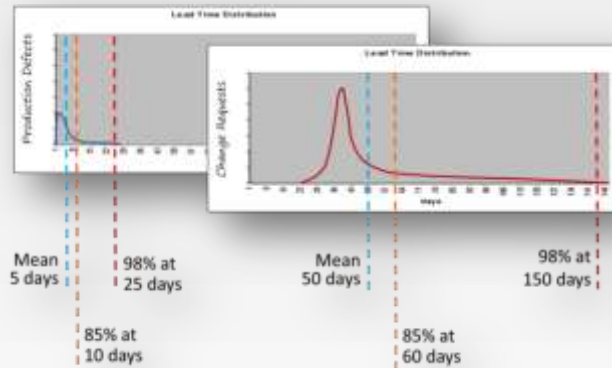 Lead Time Distribution
Production Defects
Mean
5 days
98% at
25 days
85% at
10 days
Lead Time Distribution
Change Requests
days
Mean
50 days
98% at
150 days
85% at
60 days